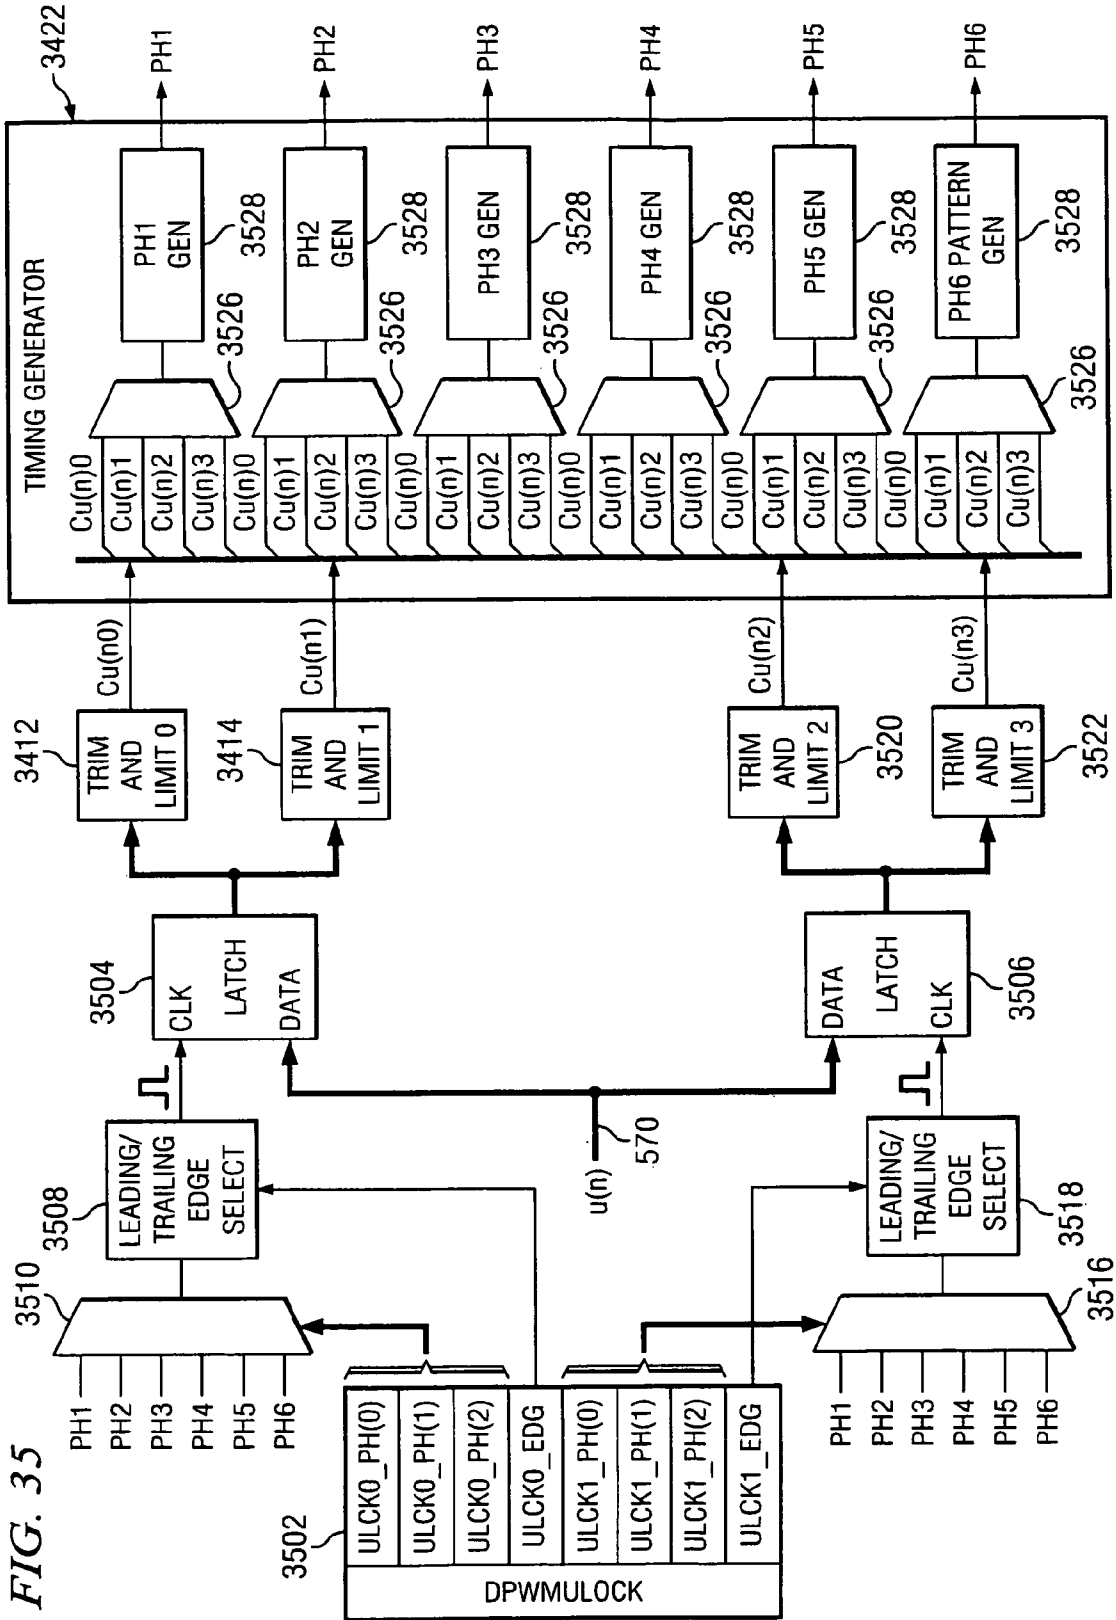 FIG. 35
3502
DPWMULOCK
ULCK0_PH(0)
ULCK0_PH(1)
ULCK0_PH(2)
ULCK0_EDG
ULCK1_PH(0)
ULCK1_PH(1)
ULCK1_PH(2)
ULCK1_EDG
PH1
PH2
PH3
PH4
PH5
PH6
3510
3508
LEADING/
TRAILING
EDGE
SELECT
PH1
PH2
PH3
PH4
PH5
PH6
3516
LEADING/
TRAILING
EDGE
SELECT
3518
u(n)
570
3504
CLK
LATCH
DATA
DATA
LATCH
CLK
3506
3412
TRIM
AND
LIMIT 0
3414
TRIM
AND
LIMIT 1
TRIM
AND
LIMIT 2
3520
TRIM
AND
LIMIT 3
3522
Cu(n0)
Cu(n1)
Cu(n2)
Cu(n3)
TIMING GENERATOR
3422
Cu(n)0
Cu(n)1
Cu(n)2
Cu(n)3
3526
PH1
GEN
3528
PH1
Cu(n)0
Cu(n)1
Cu(n)2
Cu(n)3
3526
PH2
GEN
3528
PH2
Cu(n)0
Cu(n)1
Cu(n)2
Cu(n)3
3526
PH3 GEN
3528
PH3
Cu(n)0
Cu(n)1
Cu(n)2
Cu(n)3
3526
PH4 GEN
3528
PH4
Cu(n)0
Cu(n)1
Cu(n)2
Cu(n)3
3526
PH5 GEN
3528
PH5
Cu(n)0
Cu(n)1
Cu(n)2
Cu(n)3
3526
PH6 PATTERN
GEN
3528
PH6